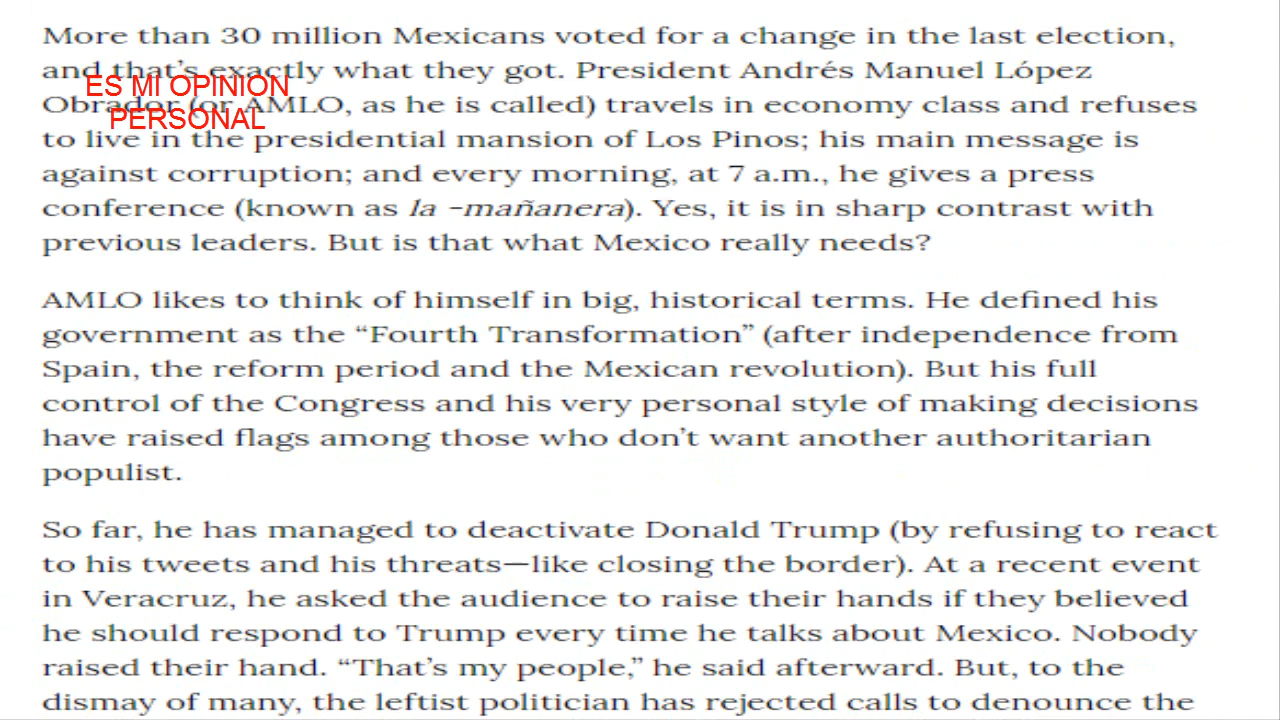 More than 30 million Mexicans voted for a change in the last election,
and that's exactly what they got. President Andrés Manuel López
ES MI OPINION
Obrador (or AMLO, as he is called) travels in economy class and refuses
PERSONAL
to live in the presidential mansion of Los Pinos; his main message is
against corruption; and every morning, at 7 a.m., he gives a press
conference (known as la -mañanera). Yes, it is in sharp contrast with
previous leaders. But is that what Mexico really needs?
AMLO likes to think of himself in big, historical terms. He defined his
government as the “Fourth Transformation” (after independence from
Spain, the reform period and the Mexican revolution). But his full
control of the Congress and his very personal style of making decisions
have raised flags among those who don't want another authoritarian
populist.
So far, he has managed to deactivate Donald Trump (by refusing to react
to his tweets and his threats—like closing the border). At a recent event
in Veracruz, he asked the audience to raise their hands if they believed
he should respond to Trump every time he talks about Mexico. Nobody
raised their hand. “That's my people,” he said afterward. But, to the
dismay of many, the leftist politician has rejected calls to denounce the